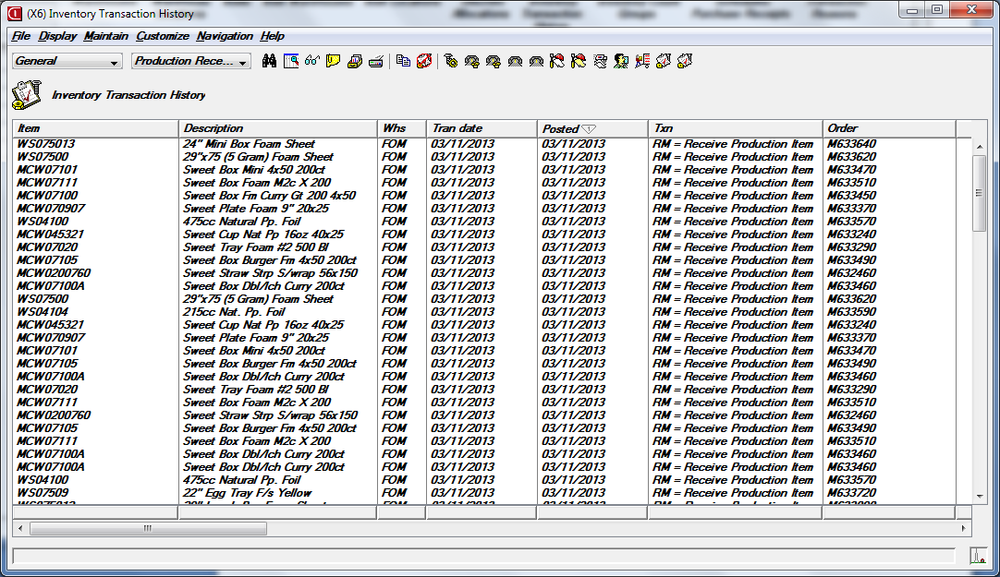 (X6) Inventory Transaction History
File Display Maintain Customize Navigation Help
General Production Rece...
Inventory Transaction History
Item Description Whs Tran date Posted 1 Txn Order
WS075013 24" Mini Box Foam Sheet FOM 03/11/2013 03/11/2013 RM = Receive Production Item M633640
WS07500 29"x75 (5 Gram) Foam Sheet FOM 03/11/2013 03/11/2013 RM = Receive Production Item M633620
MCW07101 Sweet Box Mini 4x50 200ct FOM 03/11/2013 03/11/2013 RM = Receive Production Item M633470
MCW07111 Sweet Box Foam M2c X 200 FOM 03/11/2013 03/11/2013 RM = Receive Production Item M633510
MCW07100 Sweet Box Fm Curry Gt 200 4x50 FOM 03/11/2013 03/11/2013 RM = Receive Production Item M633450
MCW070907 Sweet Plate Foam 9" 20x25 FOM 03/11/2013 03/11/2013 RM = Receive Production Item M633370
WS04100 475cc Natural Pp. Foil FOM 03/11/2013 03/11/2013 RM = Receive Production Item M633570
MCW045321 Sweet Cup Nat Pp 16oz 40x25 FOM 03/11/2013 03/11/2013 RM = Receive Production Item M633240
MCW07020 Sweet Tray Foam #2 500 Bl FOM 03/11/2013 03/11/2013 RM = Receive Production Item M633290
MCW07105 Sweet Box Burger Fm 4x50 200ct FOM 03/11/2013 03/11/2013 RM = Receive Production Item M633490
MCW0200760 Sweet Straw Strp S/wrap 56x150 FOM 03/11/2013 03/11/2013 RM = Receive Production Item M632460
MCW07100A Sweet Box Dbl/lch Curry 200ct FOM 03/11/2013 03/11/2013 RM = Receive Production Item M633460
WS07500 29"x75 (5 Gram) Foam Sheet FOM 03/11/2013 03/11/2013 RM = Receive Production Item M633620
WS04104 215cc Nat. Pp. Foil FOM 03/11/2013 03/11/2013 RM = Receive Production Item M633590
MCW045321 Sweet Cup Nat Pp 16oz 40x25 FOM 03/11/2013 03/11/2013 RM = Receive Production Item M633240
MCW070907 Sweet Plate Foam 9" 20x25 FOM 03/11/2013 03/11/2013 RM = Receive Production Item M633370
MCW07101 Sweet Box Mini 4x50 200ct FOM 03/11/2013 03/11/2013 RM = Receive Production Item M633470
MCW07105 Sweet Box Burger Fm 4x50 200ct FOM 03/11/2013 03/11/2013 RM = Receive Production Item M633490
MCW07100A Sweet Box Dbl/lch Curry 200ct FOM 03/11/2013 03/11/2013 RM = Receive Production Item M633460
MCW07020 Sweet Tray Foam #2 500 Bl FOM 03/11/2013 03/11/2013 RM = Receive Production Item M633290
MCW07111 Sweet Box Foam M2c X 200 FOM 03/11/2013 03/11/2013 RM = Receive Production Item M633510
MCW0200760 Sweet Straw Strp S/wrap 56x150 FOM 03/11/2013 03/11/2013 RM = Receive Production Item M632460
MCW07105 Sweet Box Burger Fm 4x50 200ct FOM 03/11/2013 03/11/2013 RM = Receive Production Item M633490
MCW07111 Sweet Box Foam M2c X 200 FOM 03/11/2013 03/11/2013 RM = Receive Production Item M633510
MCW07100A Sweet Box Dbl/lch Curry 200ct FOM 03/11/2013 03/11/2013 RM = Receive Production Item M633460
MCW07100A Sweet Box Dbl/lch Curry 200ct FOM 03/11/2013 03/11/2013 RM = Receive Production Item M633460
WS04100 475cc Natural Pp. Foil FOM 03/11/2013 03/11/2013 RM = Receive Production Item M633570
WS07509 22" Egg Tray F/s Yellow FOM 03/11/2013 03/11/2013 RM = Receive Production Item M633720